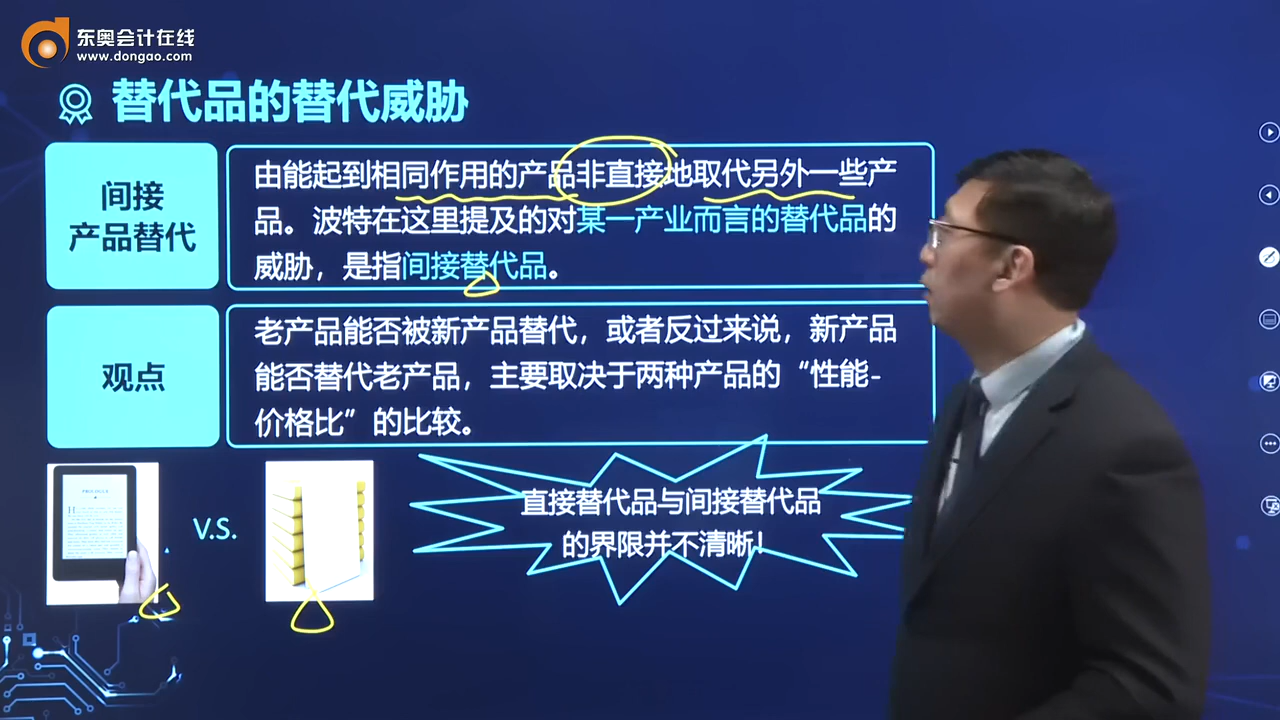 东奥会计在线
www.dongao.com
替代品的替代威胁
间接
产品替代
由能起到相同作用的产品非直接地取代另外一些产
品。波特在这里提及的对某一产业而言的替代品的
威胁，是指间接替代品。
观点
老产品能否被新产品替代，或者反过来说，新产品
能否替代老产品，主要取决于两种产品的“性能-
价格比”的比较。
V.S.
直接替代品与间接替代品
的界限并不清晰！